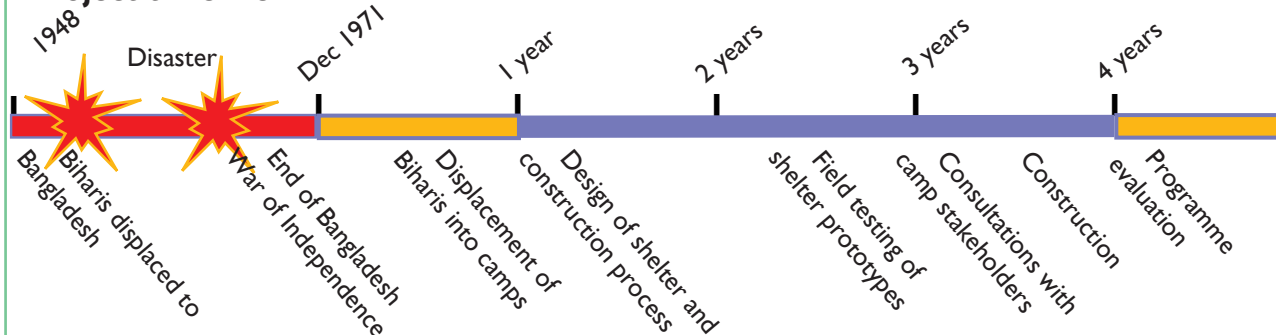 1948
Disaster
Dec 1971
1 year
2 years
3 years
4 years
Biharis displaced to
Bangladesh
End of Bangladesh
War of Independence
Displacement of
Biharis into camps
Design of shelter and
construction process
Field testing of
shelter prototypes
Consultations with
camp stakeholders
Construction
Programme
evaluation